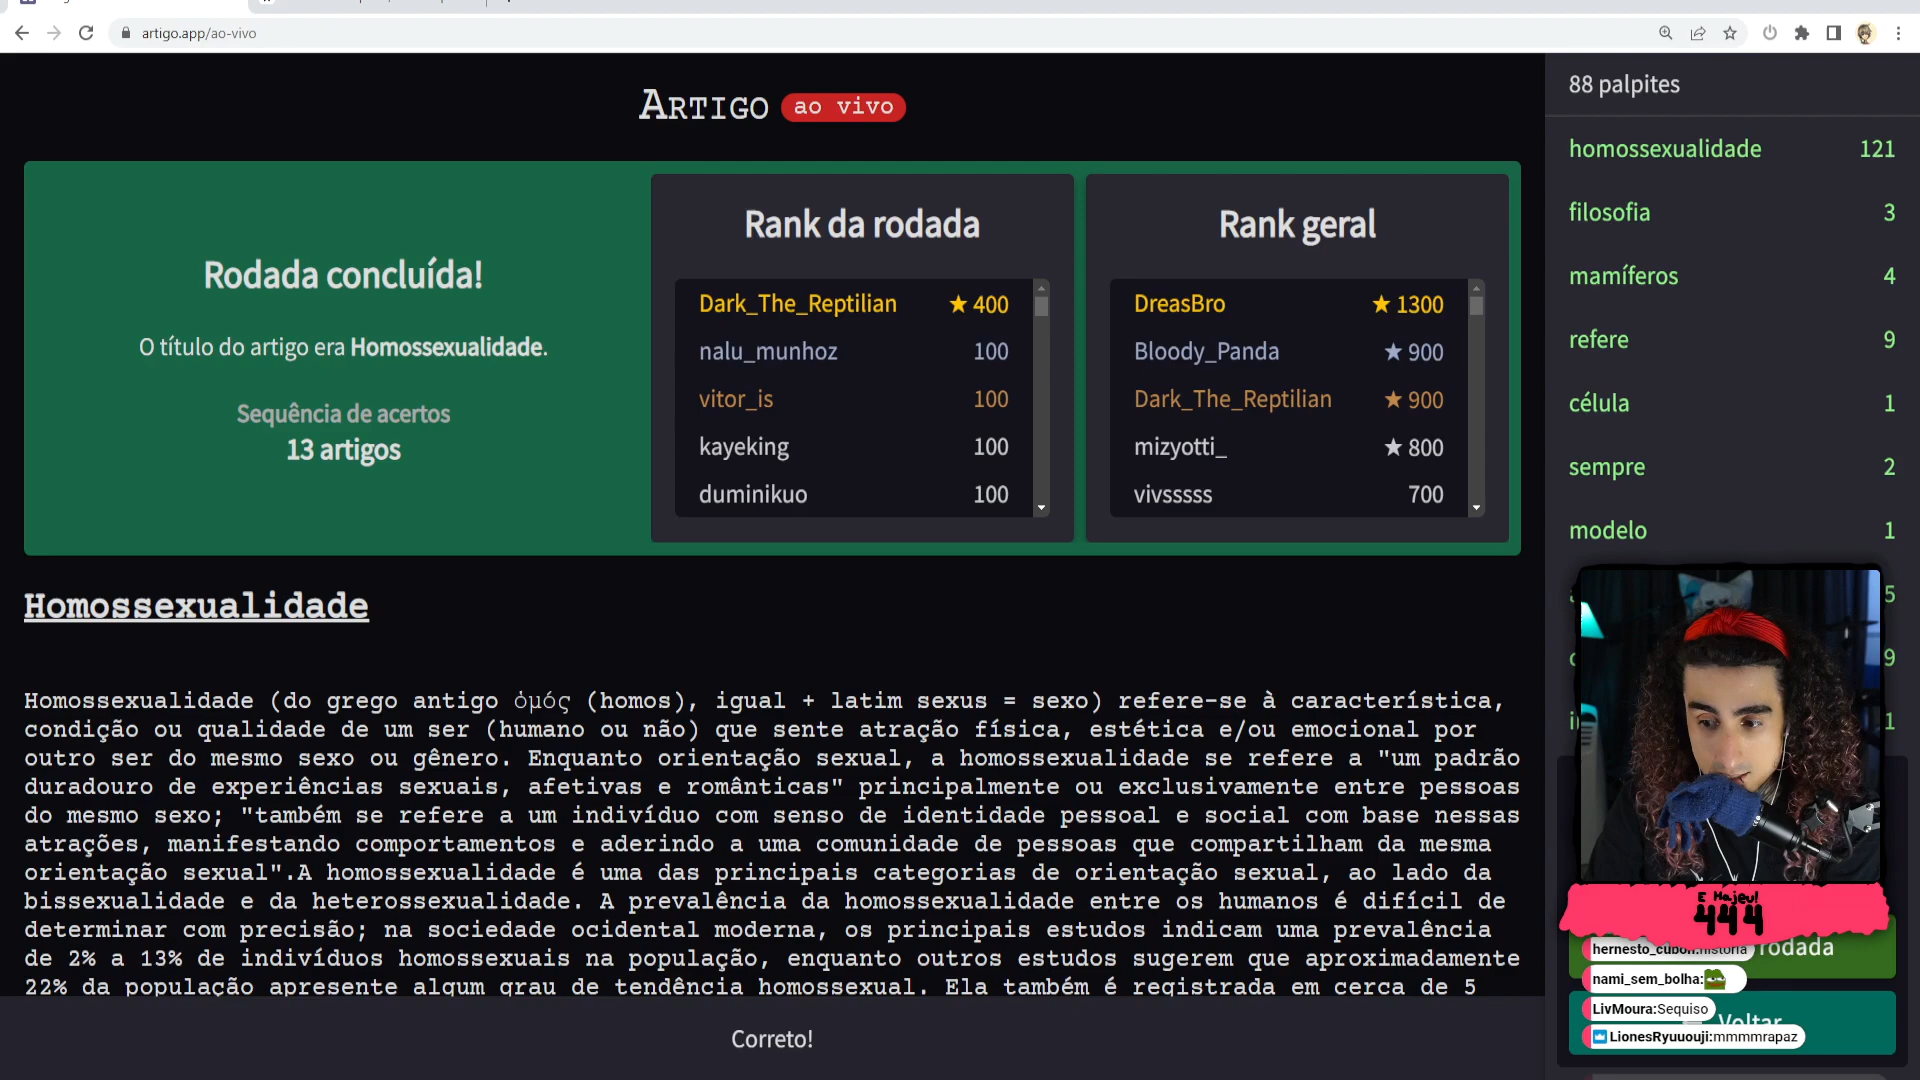 artigo.app/ao-vivo
Artigo ao vivo
Rodada concluída!
O título do artigo era Homossexualidade.
Sequência de acertos
13 artigos
Rank da rodada
Dark_The_Reptilian ★ 400
nalu_munhoz 100
vitor_is 100
kayeking 100
duminikuo 100
Rank geral
DreasBro ★ 1300
Bloody_Panda ★ 900
Dark_The_Reptilian ★ 900
mizyotti_ ★ 800
vivsssss 700
Homossexualidade
Homossexualidade (do grego antigo ὁμός (homos), igual + latim sexus = sexo) refere-se à característica,
condição ou qualidade de um ser (humano ou não) que sente atração física, estética e/ou emocional por
outro ser do mesmo sexo ou gênero. Enquanto orientação sexual, a homossexualidade se refere a "um padrão
duradouro de experiências sexuais, afetivas e românticas" principalmente ou exclusivamente entre pessoas
do mesmo sexo; "também se refere a um indivíduo com senso de identidade pessoal e social com base nessas
atrações, manifestando comportamentos e aderindo a uma comunidade de pessoas que compartilham da mesma
orientação sexual".A homossexualidade é uma das principais categorias de orientação sexual, ao lado da
bissexualidade e da heterossexualidade. A prevalência da homossexualidade entre os humanos é difícil de
determinar com precisão; na sociedade ocidental moderna, os principais estudos indicam uma prevalência
de 2% a 13% de indivíduos homossexuais na população, enquanto outros estudos sugerem que aproximadamente
22% da população apresente algum grau de tendência homossexual. Ela também é registrada em cerca de 5
Correto!
88 palpites
homossexualidade 121
filosofia 3
mamíferos 4
refere 9
célula 1
sempre 2
modelo 1
5
9
1
E Majeu!
444
rodada
Voltar
hernesto_cubon:história
nami_sem_bolha:
LivMoura:Sequiso
LionesRyuuouji:mmmmrapaz